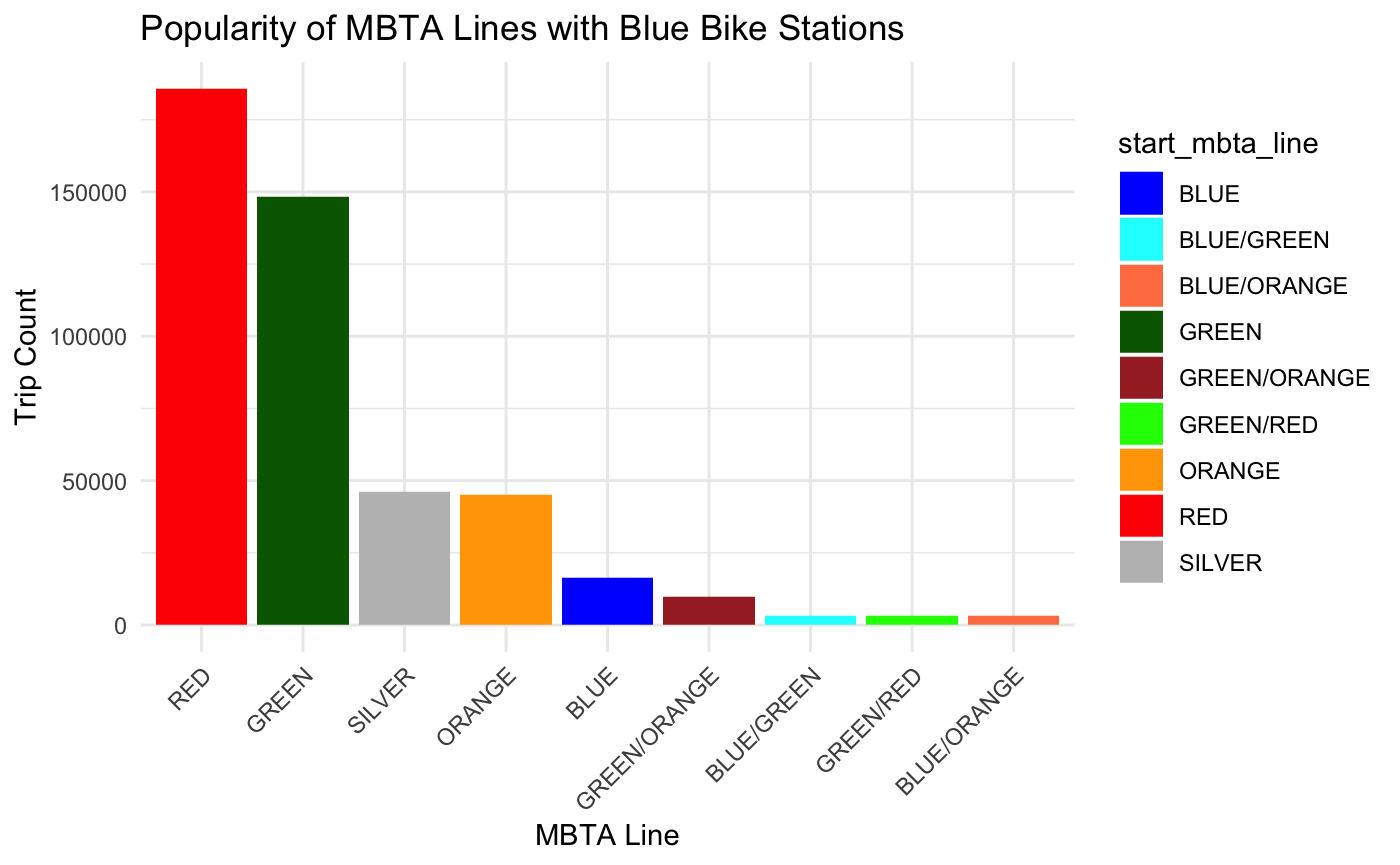 Popularity of MBTA Lines with Blue Bike Stations
Trip Count
150000
100000
50000
0
RED
GREEN
SILVER
ORANGE
BLUE
GREEN/ORANGE
BLUE/GREEN
GREEN/RED
BLUE/ORANGE
MBTA Line
start_mbta_line
BLUE
BLUE/GREEN
BLUE/ORANGE
GREEN
GREEN/ORANGE
GREEN/RED
ORANGE
RED
SILVER